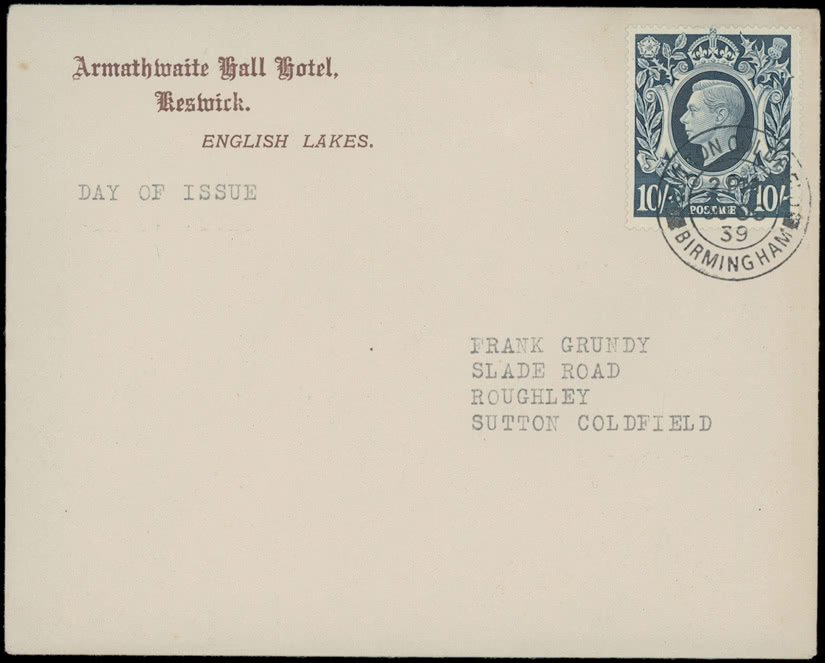 Armathwaite Hall Hotel,
Keswick.
ENGLISH LAKES.
DAY OF ISSUE
10/- POSTAGE 10/-
39
BIRMINGHAM
FRANK GRUNDY
SLADE ROAD
ROUGHLEY
SUTTON COLDFIELD